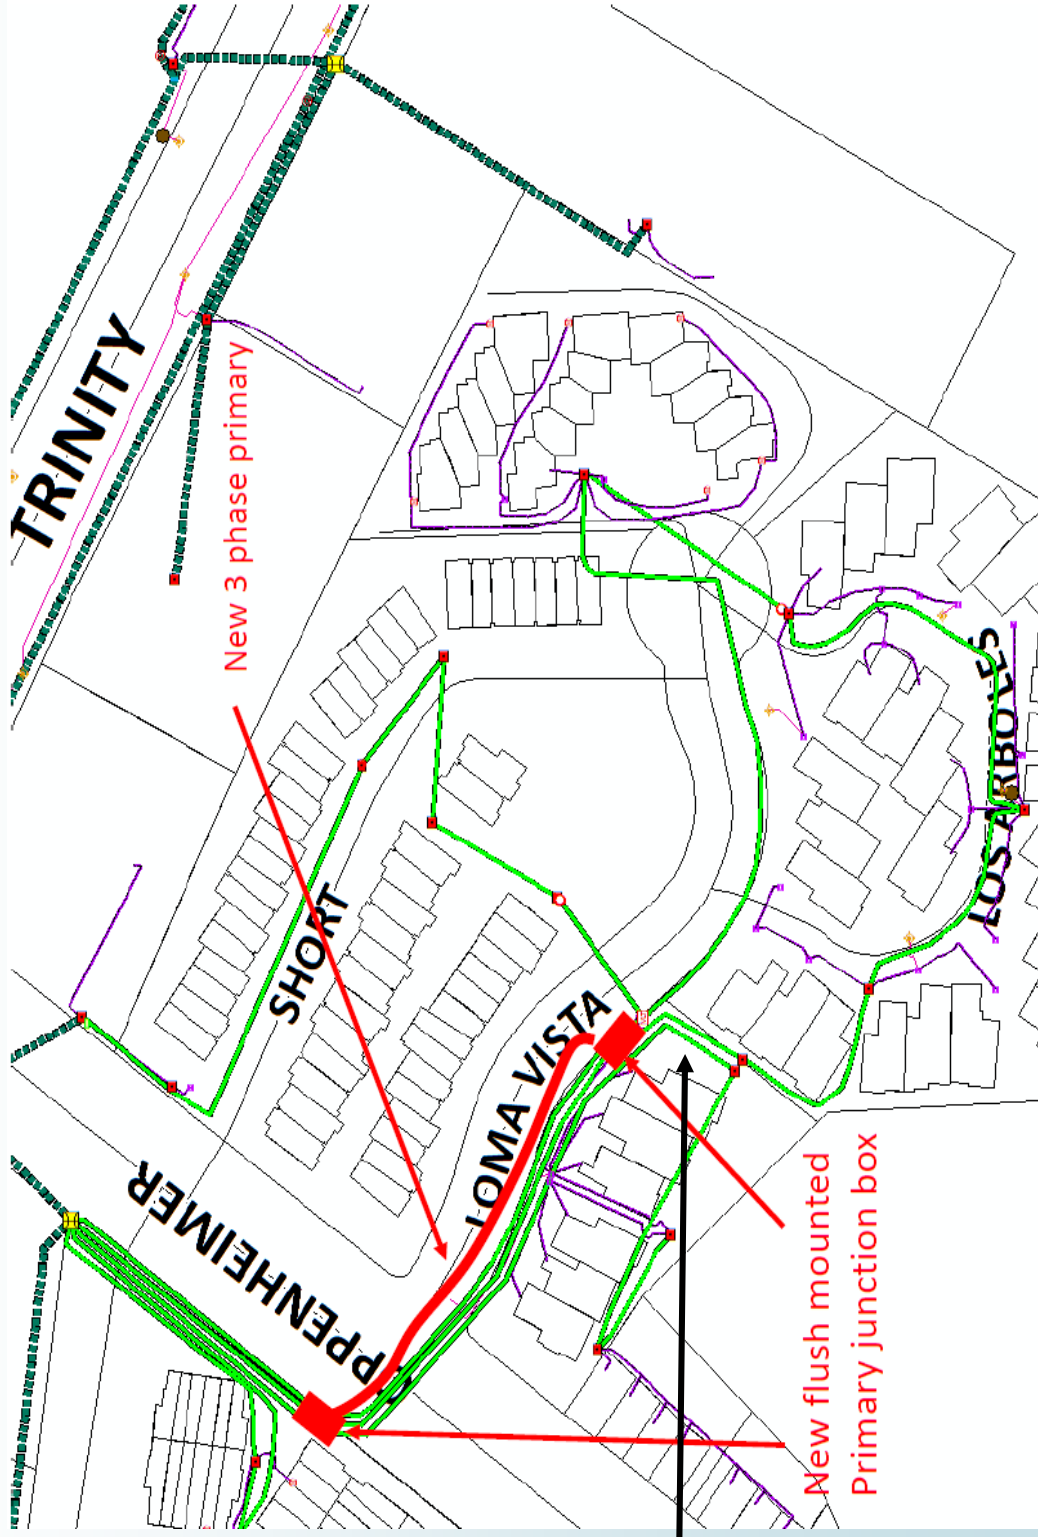 TRINITY
New 3 phase primary
SHORT
LOMA VISTA
OPPENHEIMER
LOS ARBOLES
New flush mounted
Primary junction box